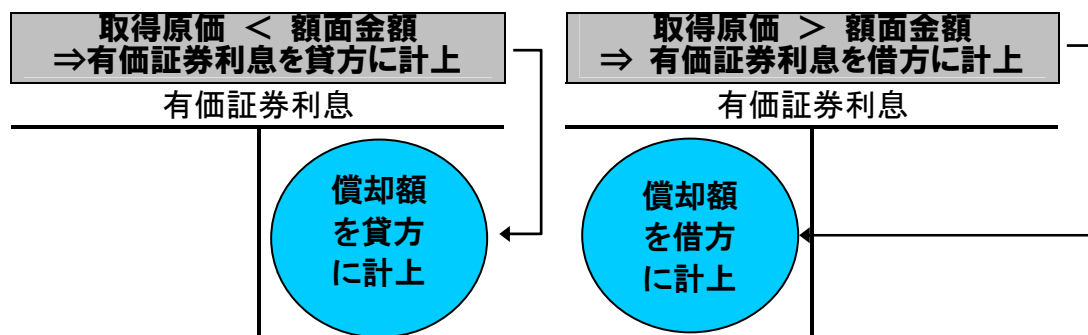 取得原価 ＜ 額面金額
⇒有価証券利息を貸方に計上
有価証券利息
償却額
を貸方
に計上
取得原価 ＞ 額面金額
⇒ 有価証券利息を借方に計上
有価証券利息
償却額
を借方
に計上